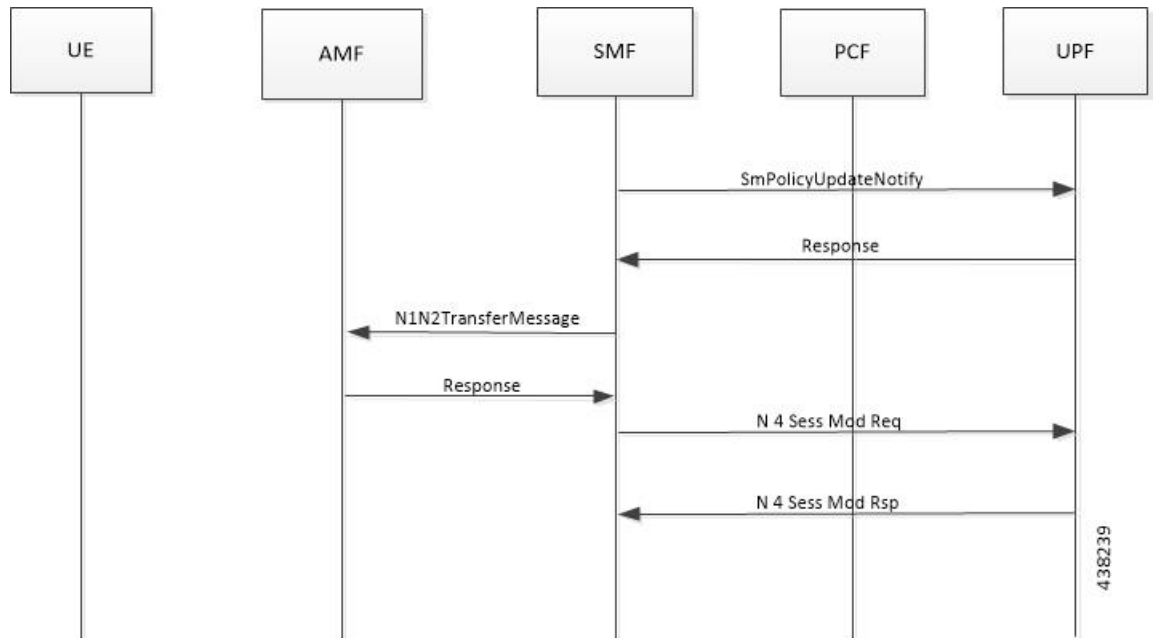 UE
AMF
SMF
PCF
UPF
SmPolicyUpdateNotify
Response
N1N2TransferMessage
Response
N 4 Sess Mod Req
N 4 Sess Mod Rsp
438239